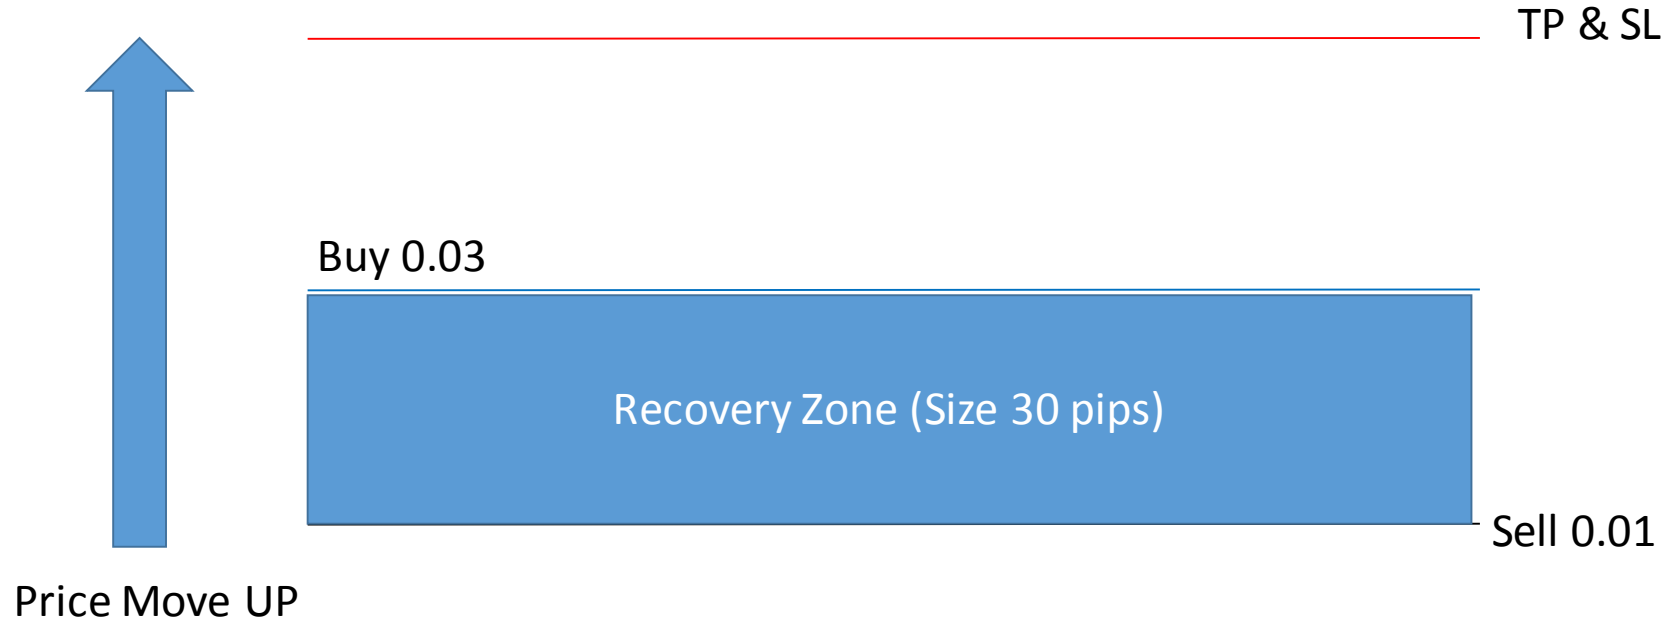 TP & SL
Buy 0.03
Recovery Zone (Size 30 pips)
Sell 0.01
Price Move UP